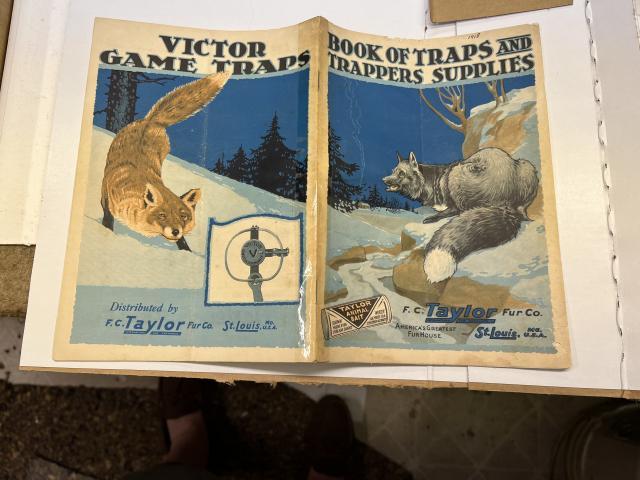 VICTOR
GAME TRAPS
Distributed by
F.C. Taylor FUR CO. St. Louis, MO. U.S.A.
1918
BOOK OF TRAPS AND
TRAPPERS SUPPLIES
TAYLOR
ANIMAL
BAIT
F.C. Taylor FUR CO.
AMERICA'S GREATEST
FUR HOUSE
St. Louis, MO. U.S.A.
V